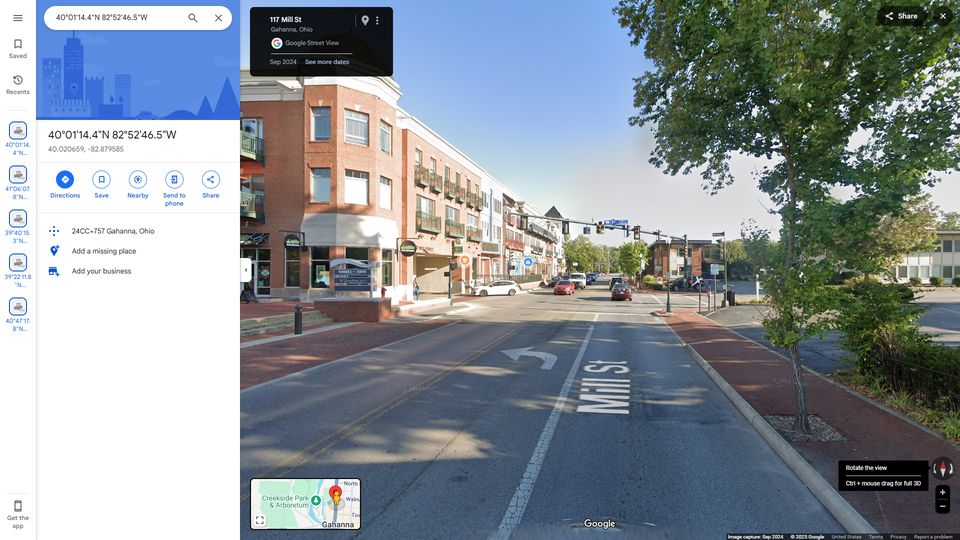 40°01'14.4"N 82°52'46.5"W
Saved
Recents
40°01'14.
4"N...
41°06'07.
8"N...
39°40'15.
3"N...
39°22'11.8
"N...
40°47'17.
8"N...
Get the
app
40°01'14.4"N 82°52'46.5"W
40.020659, -82.879585
Directions
Save
Nearby
Send to
phone
Share
24CC+757 Gahanna, Ohio
Add a missing place
Add your business
117 Mill St
Gahanna, Ohio
Google Street View
Sep 2024 See more dates
Share
Mill St
Creekside Park
& Arboretum
North
Walnu
Tow
Gahanna
Rotate the view
Ctrl + mouse drag for full 3D
Google
Image capture: Sep 2024 © 2025 Google United States Terms Privacy Report a problem